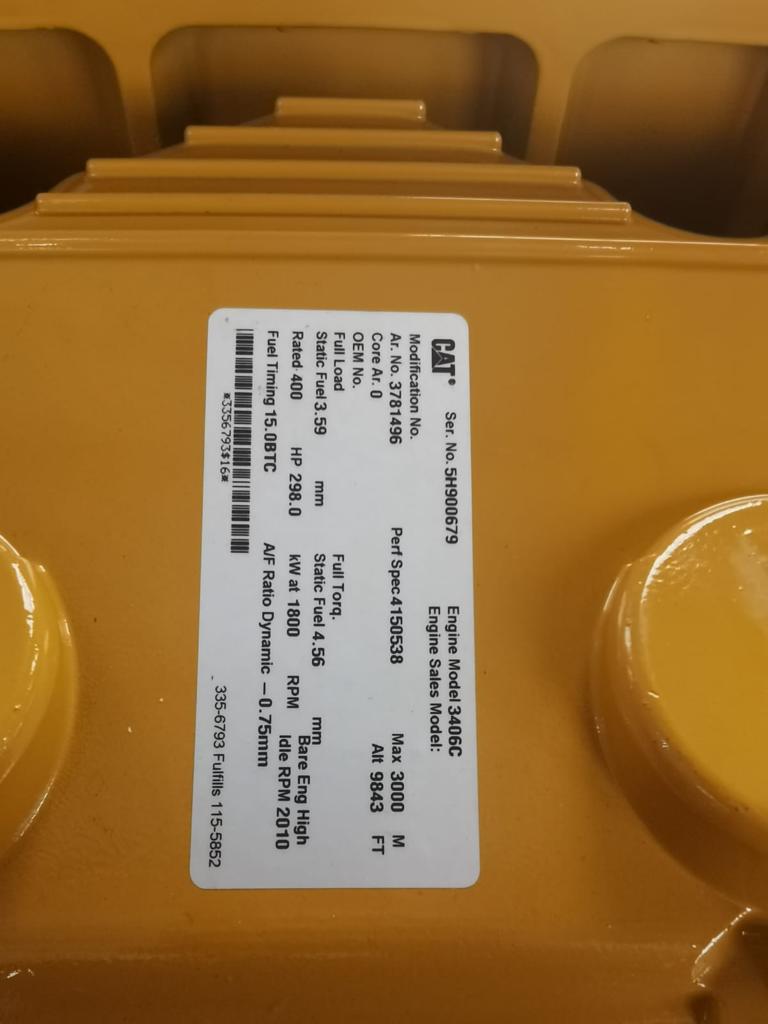 CAT® Ser. No. 5H900679 Engine Model 3406C
Engine Sales Model:
Modification No.
Ar. No. 3781496 Perf Spec 4150538 Max 3000 M
Core Ar. 0 Alt 9843 FT
OEM No.
Full Load Full Torq.
Static Fuel 3.59 mm Static Fuel 4.56 mm
Bare Eng High
Rated 400 HP 298.0 kW at 1800 RPM Idle RPM 2010
Fuel Timing 15.0BTC A/F Ratio Dynamic —0.75mm
*3356793$16*
335-6793 Fulfills 115-5852